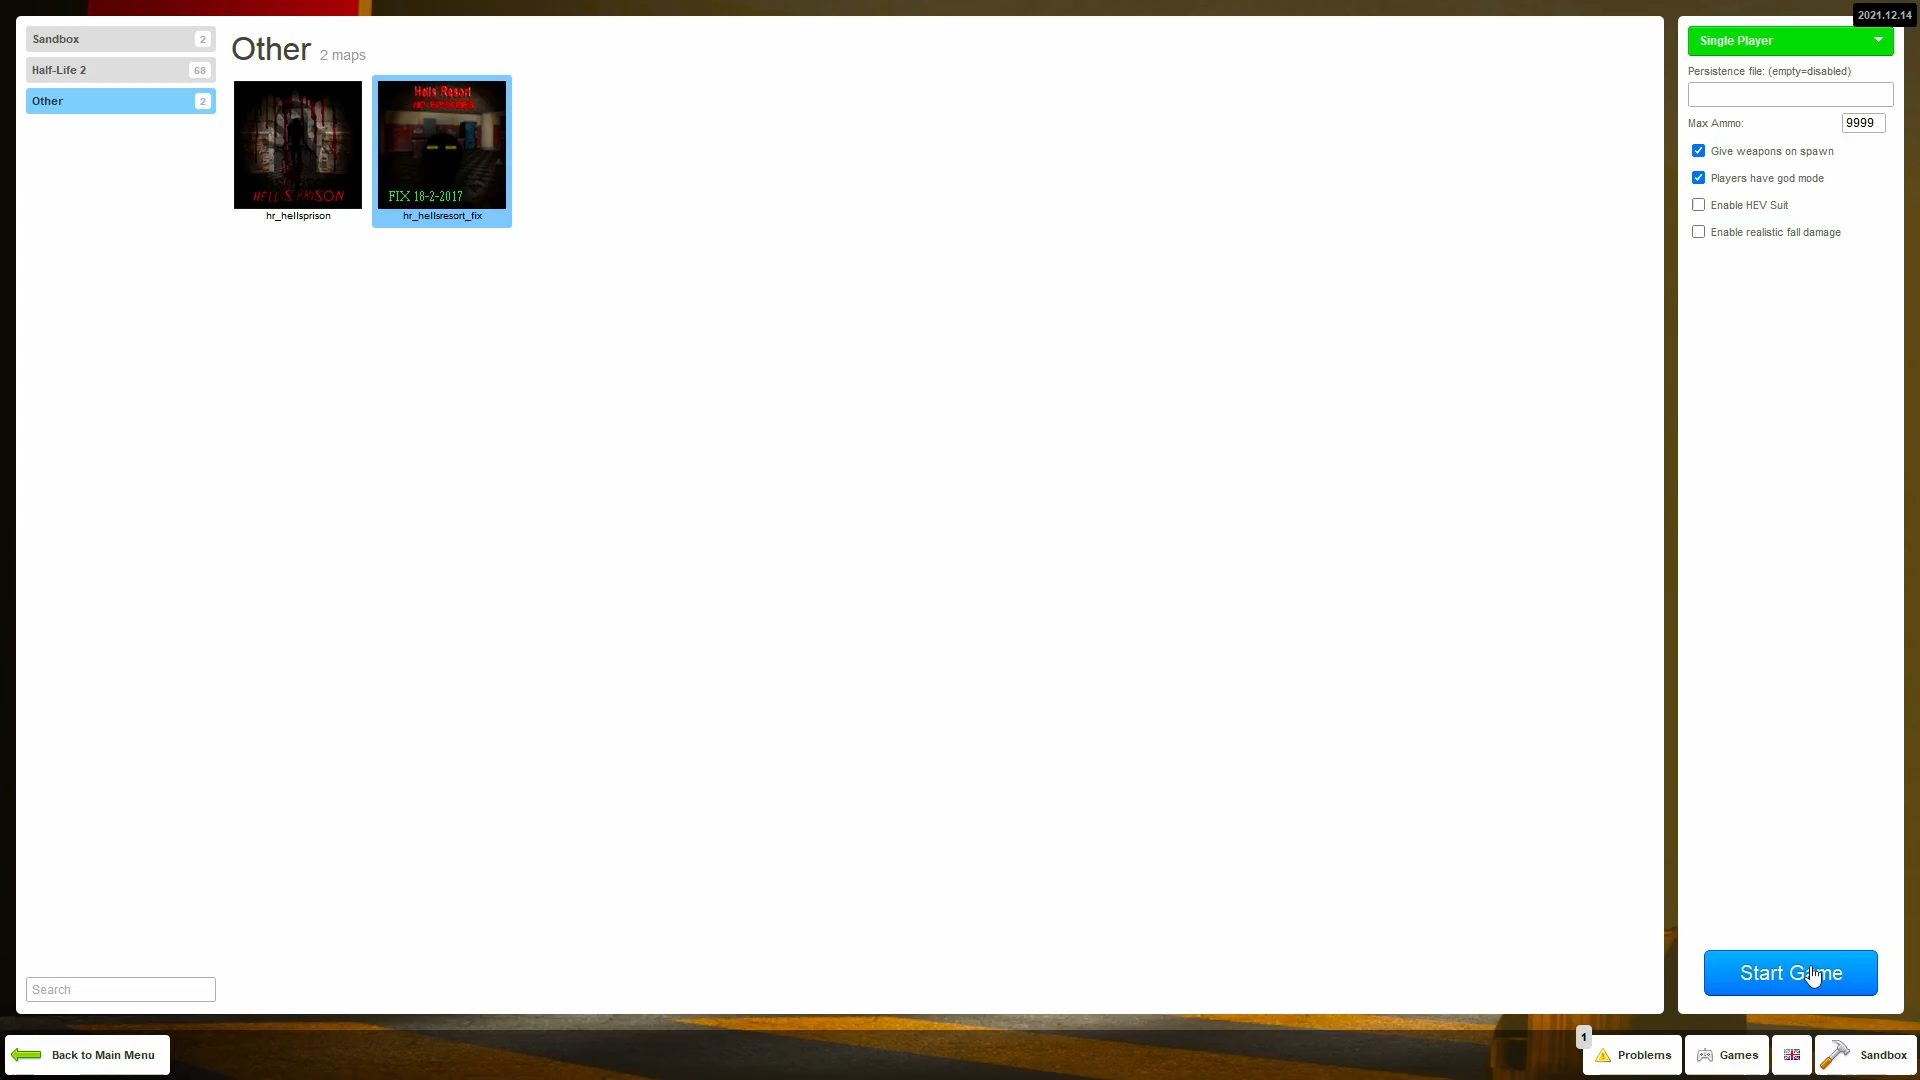 2021.12.14
Sandbox 2
Half-Life 2 68
Other 2
Other 2 maps
HELL'S PRISON
hr_hellsprison
Hells Resort
FIX 18-2-2017
hr_hellsresort_fix
Single Player
Persistence file: (empty=disabled)
Max Ammo: 9999
Give weapons on spawn
Players have god mode
Enable HEV Suit
Enable realistic fall damage
Start Game
Search
Back to Main Menu
1
Problems
Games
Sandbox